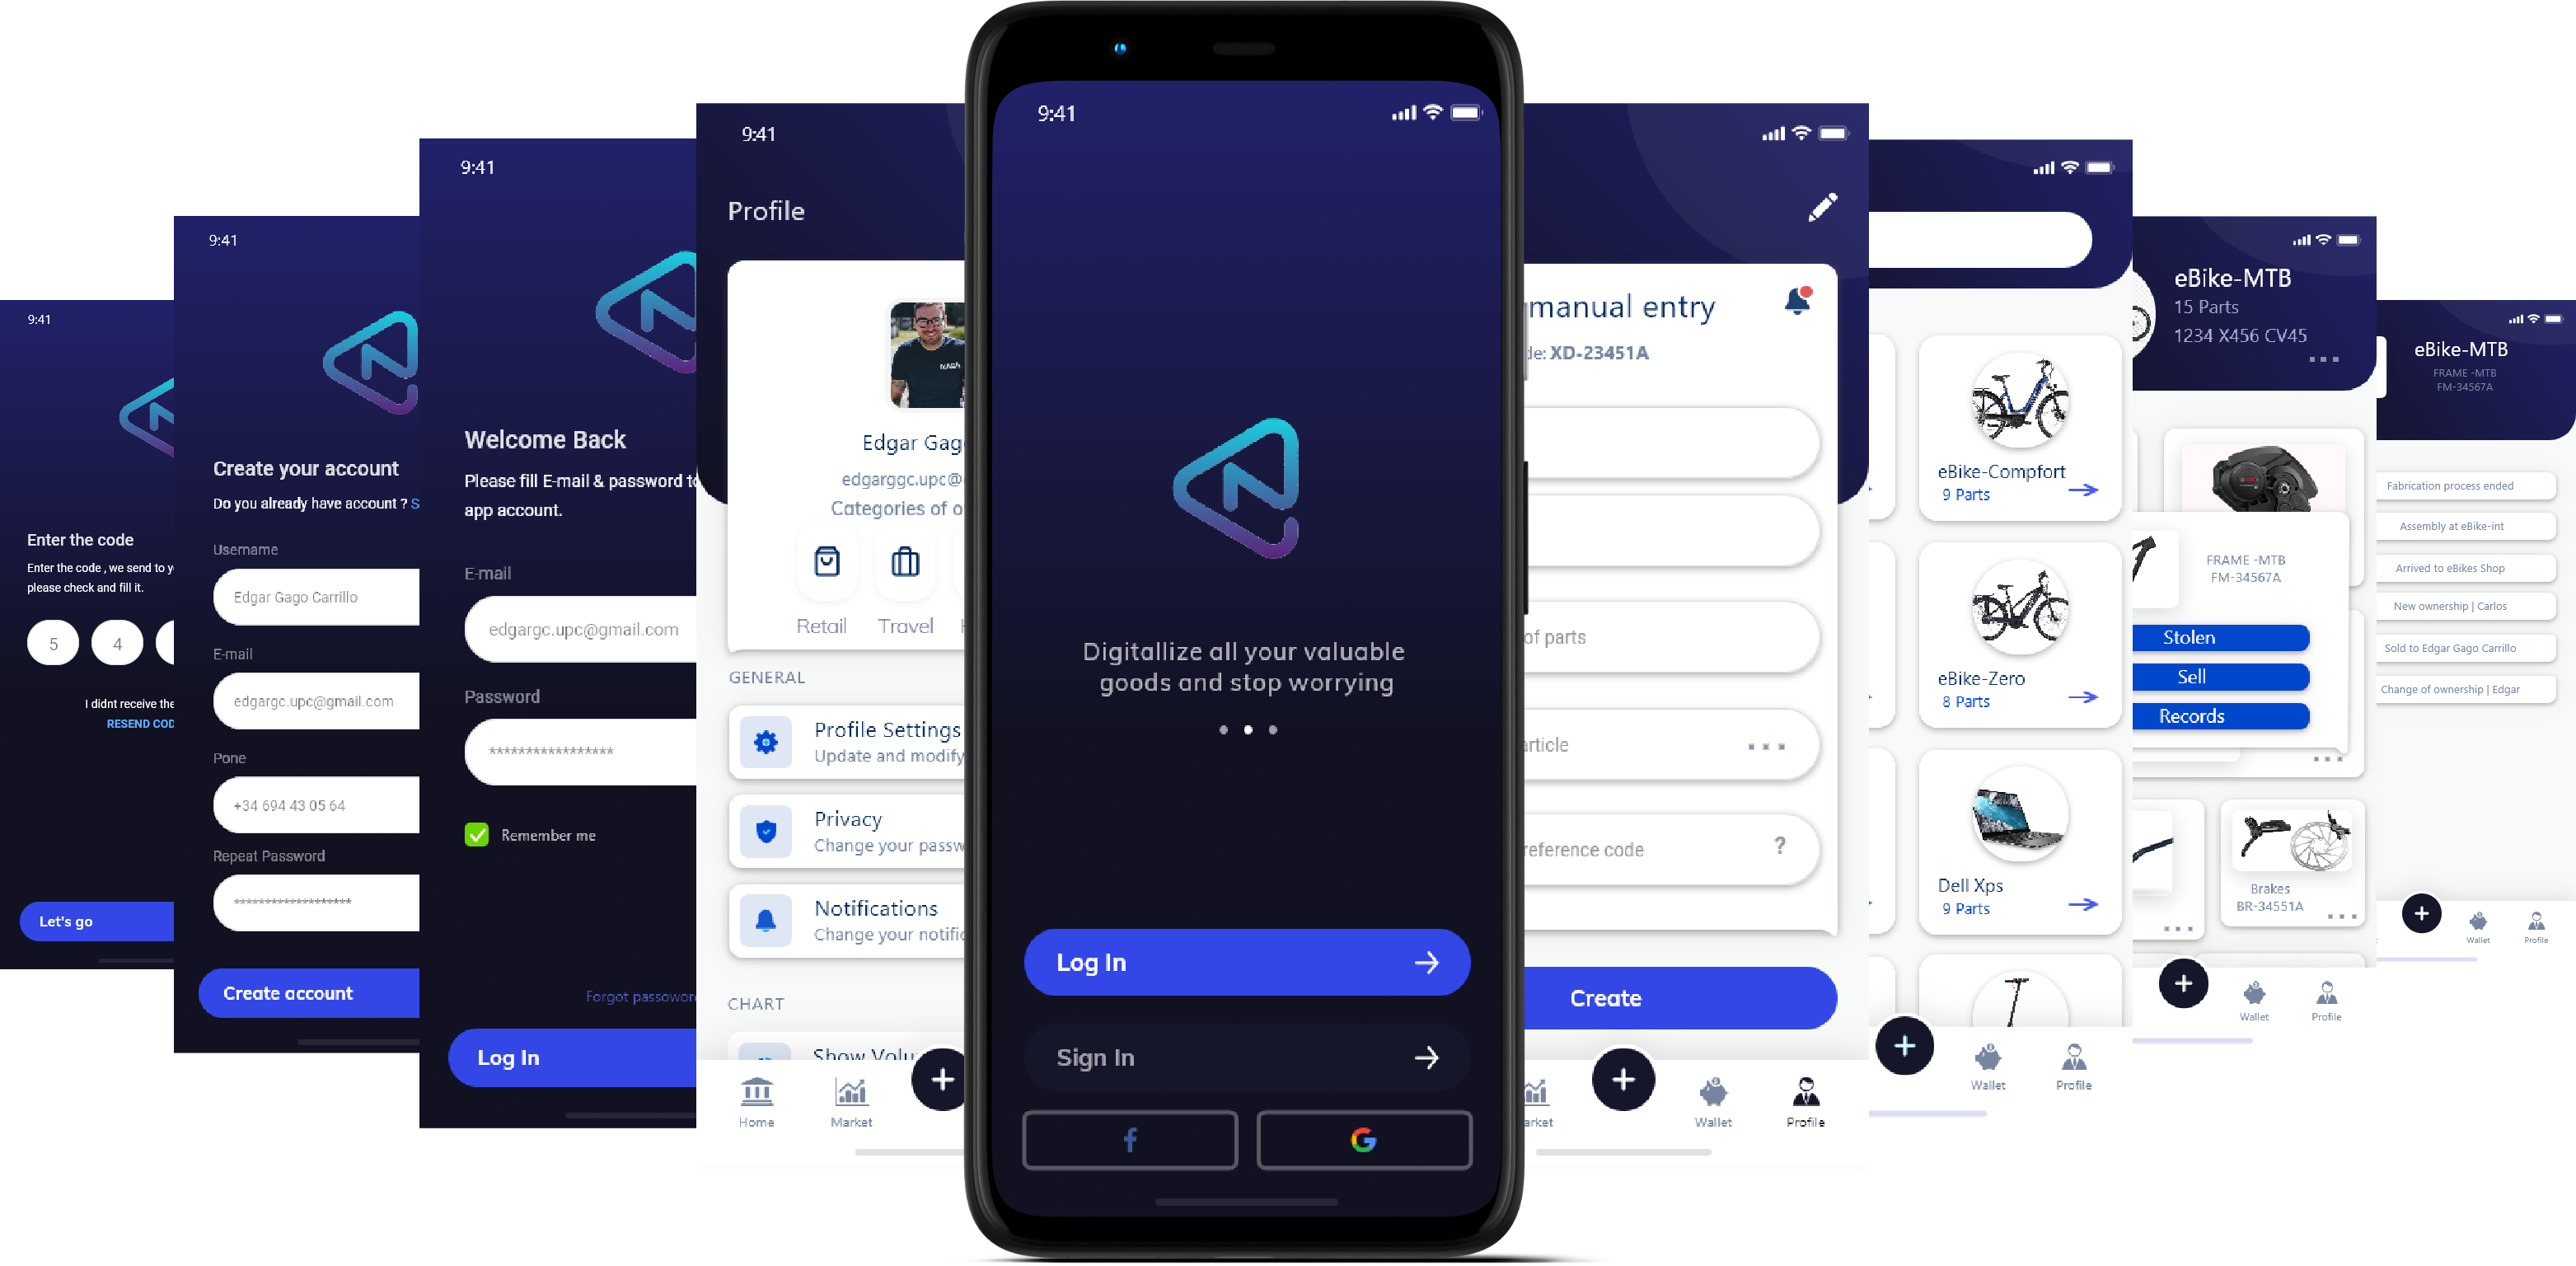 9:41
Enter the code
Enter the code , we send to
please check and fill it.
5
4
I didnt receive the
RESEND
Let's go
9:41
Create your account
Do you already have account ? S
Username
Edgar Gago Carrillo
E-mail
edgargc.upc@gmail.com
Pone
+34 694 43 05 64
Repeat Password
*******************
Create account
9:41
Welcome Back
Please fill E-mail & password to
app account.
E-mail
edgargc.upc@gmail.com
Password
*****************
Remember me
Forgot passoword
Log In
9:41
Profile
Edgar Gag
edgarggc.upc@
Categories of o
Retail
Travel
GENERAL
Profile Settings
Update and modify
Privacy
Change your passw
Notifications
Change your notific
CHART
Show Volu
+
Home
Market
9:41
Digitallize all your valuable
goods and stop worrying
Log In
Sign In
f
G
manual entry
de: XD-23451A
of parts
article
reference code
?
Create
+
arket
Wallet
Profile
eBike-Compfort
9 Parts
eBike-Zero
8 Parts
Dell Xps
9 Parts
+
Wallet
Profile
eBike-MTB
15 Parts
1234 X456 CV45
FRAME -MTB
FM-34567A
Stolen
Sell
Records
Brakes
BR-34551A
+
Wallet
Profile
eBike-MTB
FRAME -MTB
FM-34567A
Fabrication process ended
Assembly at eBike-int
Arrived to eBikes Shop
New ownership | Carlos
Sold to Edgar Gago Carrillo
Change of ownership | Edgar
+
Wallet
Profile